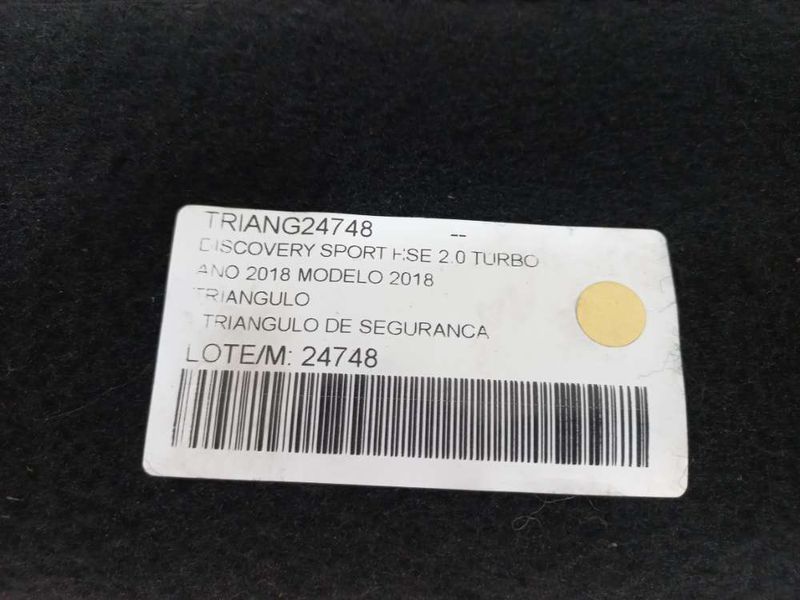 TRIANG24748 --
DISCOVERY SPORT HSE 2.0 TURBO
ANO 2018 MODELO 2018
TRIANGULO
TRIANGULO DE SEGURANCA
LOTE/M: 24748